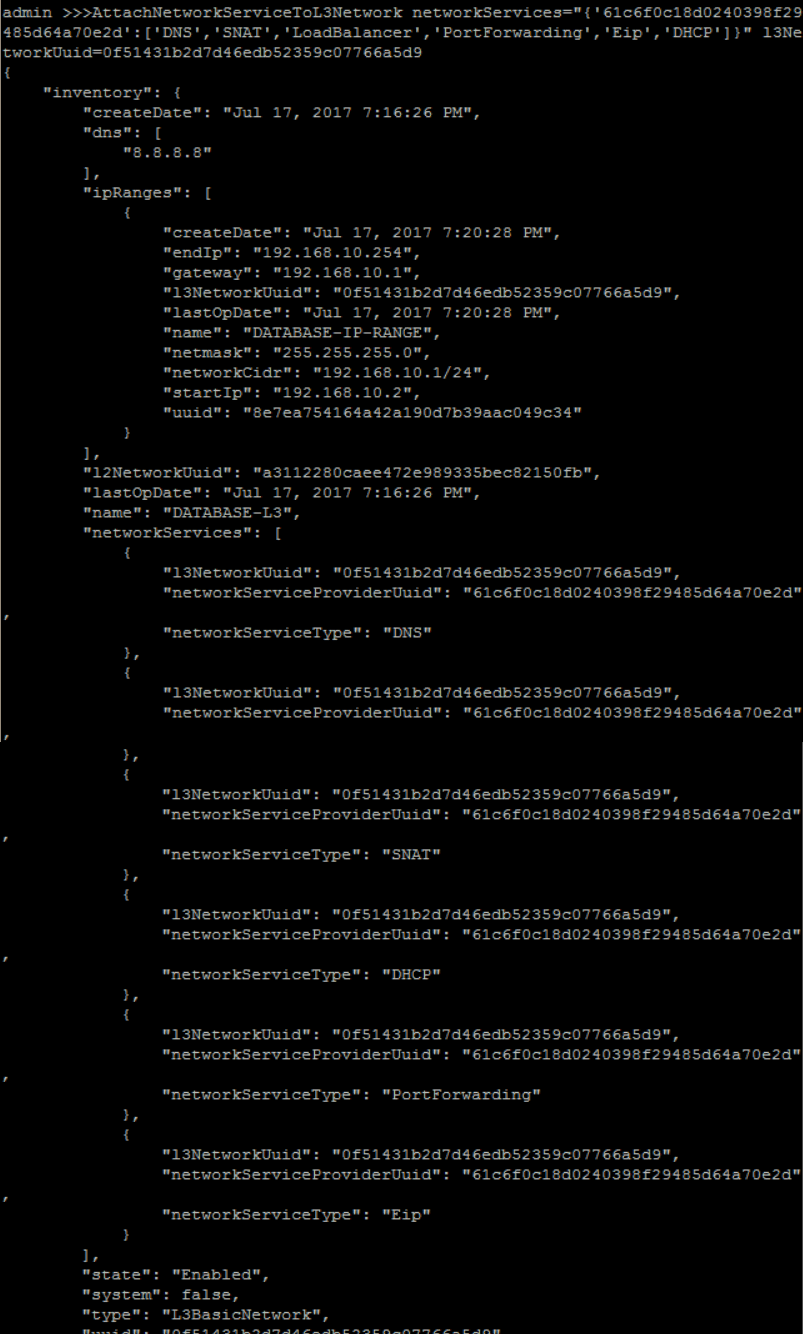 admin >>>AttachNetworkServiceToL3Network networkServices="{'61c6f0c18d0240398f29
485d64a70e2d':['DNS','SNAT','LoadBalancer','PortForwarding','Eip','DHCP']}" l3Ne
tworkUuid=0f51431b2d7d46edb52359c07766a5d9
{
    "inventory": {
        "createDate": "Jul 17, 2017 7:16:26 PM",
        "dns": [
            "8.8.8.8"
        ],
        "ipRanges": [
            {
                "createDate": "Jul 17, 2017 7:20:28 PM",
                "endIp": "192.168.10.254",
                "gateway": "192.168.10.1",
                "l3NetworkUuid": "0f51431b2d7d46edb52359c07766a5d9",
                "lastOpDate": "Jul 17, 2017 7:20:28 PM",
                "name": "DATABASE-IP-RANGE",
                "netmask": "255.255.255.0",
                "networkCidr": "192.168.10.1/24",
                "startIp": "192.168.10.2",
                "uuid": "8e7ea754164a42a190d7b39aac049c34"
            }
        ],
        "l2NetworkUuid": "a3112280caee472e989335bec82150fb",
        "lastOpDate": "Jul 17, 2017 7:16:26 PM",
        "name": "DATABASE-L3",
        "networkServices": [
            {
                "l3NetworkUuid": "0f51431b2d7d46edb52359c07766a5d9",
                "networkServiceProviderUuid": "61c6f0c18d0240398f29485d64a70e2d"
,
                "networkServiceType": "DNS"
            },
            {
                "l3NetworkUuid": "0f51431b2d7d46edb52359c07766a5d9",
                "networkServiceProviderUuid": "61c6f0c18d0240398f29485d64a70e2d"
,
            },
            {
                "l3NetworkUuid": "0f51431b2d7d46edb52359c07766a5d9",
                "networkServiceProviderUuid": "61c6f0c18d0240398f29485d64a70e2d"
,
                "networkServiceType": "SNAT"
            },
            {
                "l3NetworkUuid": "0f51431b2d7d46edb52359c07766a5d9",
                "networkServiceProviderUuid": "61c6f0c18d0240398f29485d64a70e2d"
,
                "networkServiceType": "DHCP"
            },
            {
                "l3NetworkUuid": "0f51431b2d7d46edb52359c07766a5d9",
                "networkServiceProviderUuid": "61c6f0c18d0240398f29485d64a70e2d"
,
                "networkServiceType": "PortForwarding"
            },
            {
                "l3NetworkUuid": "0f51431b2d7d46edb52359c07766a5d9",
                "networkServiceProviderUuid": "61c6f0c18d0240398f29485d64a70e2d"
,
                "networkServiceType": "Eip"
            }
        ],
        "state": "Enabled",
        "system": false,
        "type": "L3BasicNetwork",
        "uuid": "0f51431b2d7d46edb52359c07766a5d9"